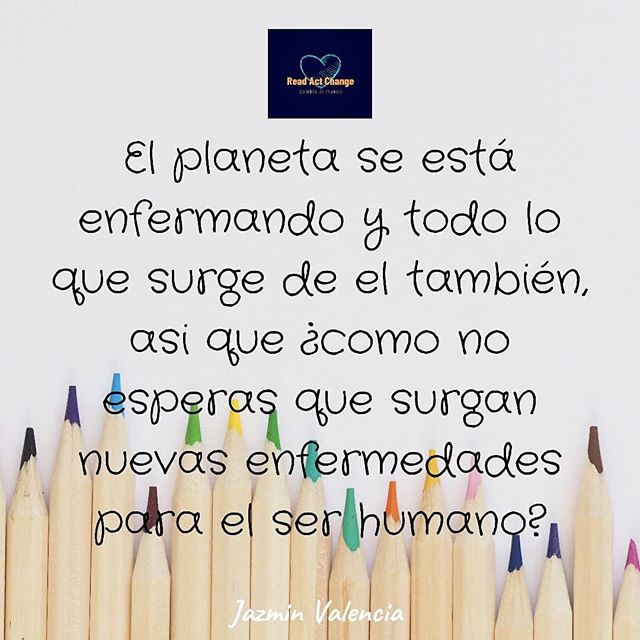 Read Act Change
cambia el mundo
El planeta se está
enfermando y todo lo
que surge de el también,
asi que ¿como no
esperas que surgan
nuevas enfermedades
para el ser humano?
Jazmin Valencia